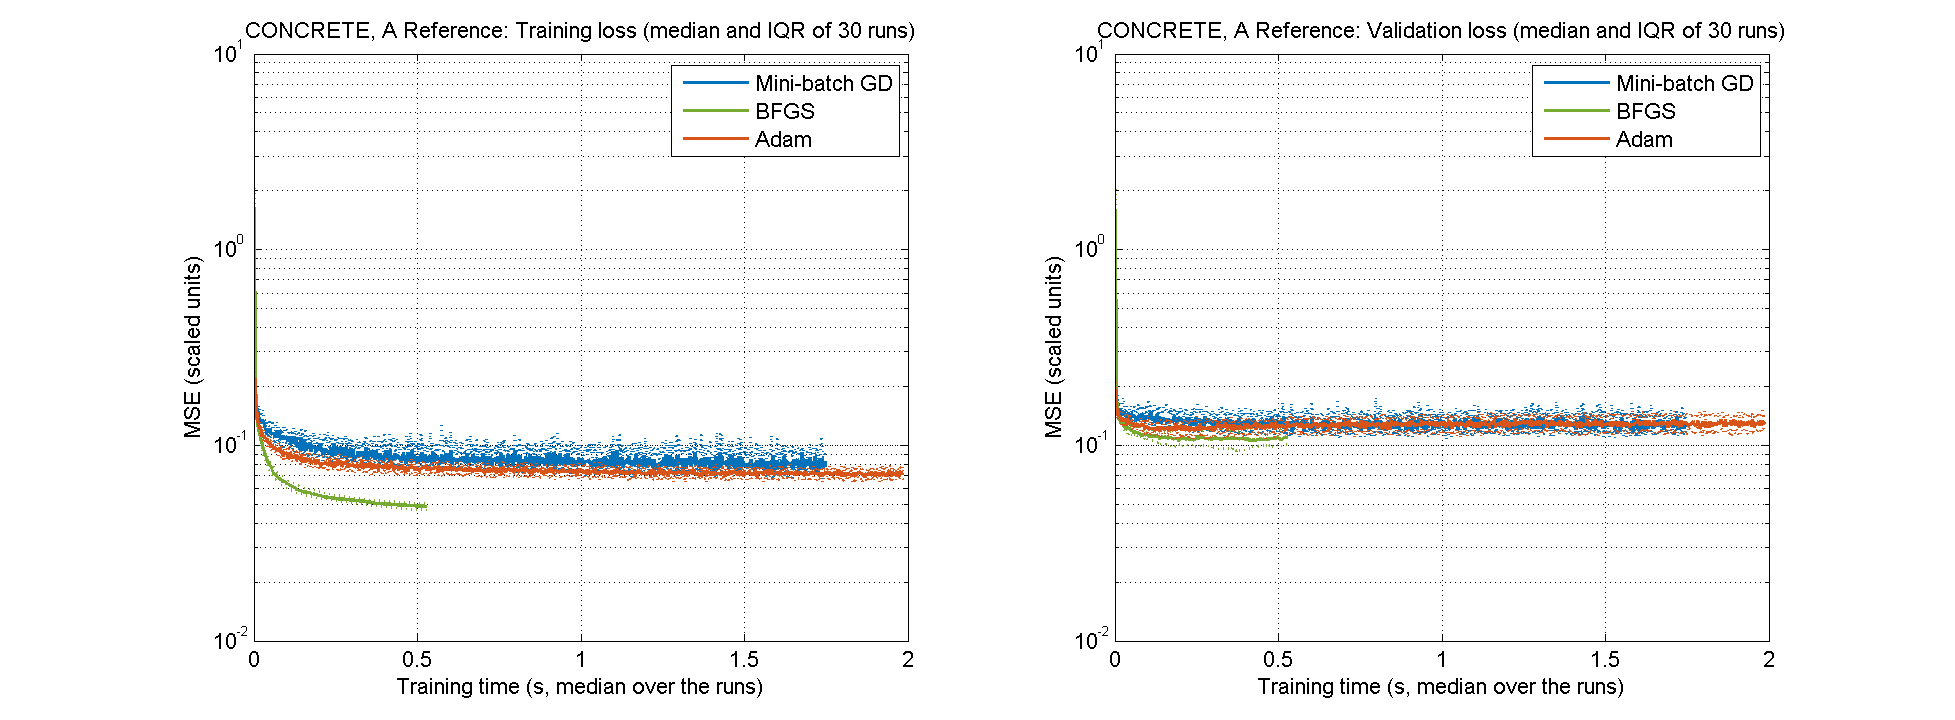 CONCRETE, A Reference: Training loss (median and IQR of 30 runs)
10^1
Mini-batch GD
BFGS
Adam
10^0
MSE (scaled units)
10^-1
10^-2
0 0.5 1 1.5 2
Training time (s, median over the runs)
CONCRETE, A Reference: Validation loss (median and IQR of 30 runs)
10^1
Mini-batch GD
BFGS
Adam
10^0
MSE (scaled units)
10^-1
10^-2
0 0.5 1 1.5 2
Training time (s, median over the runs)